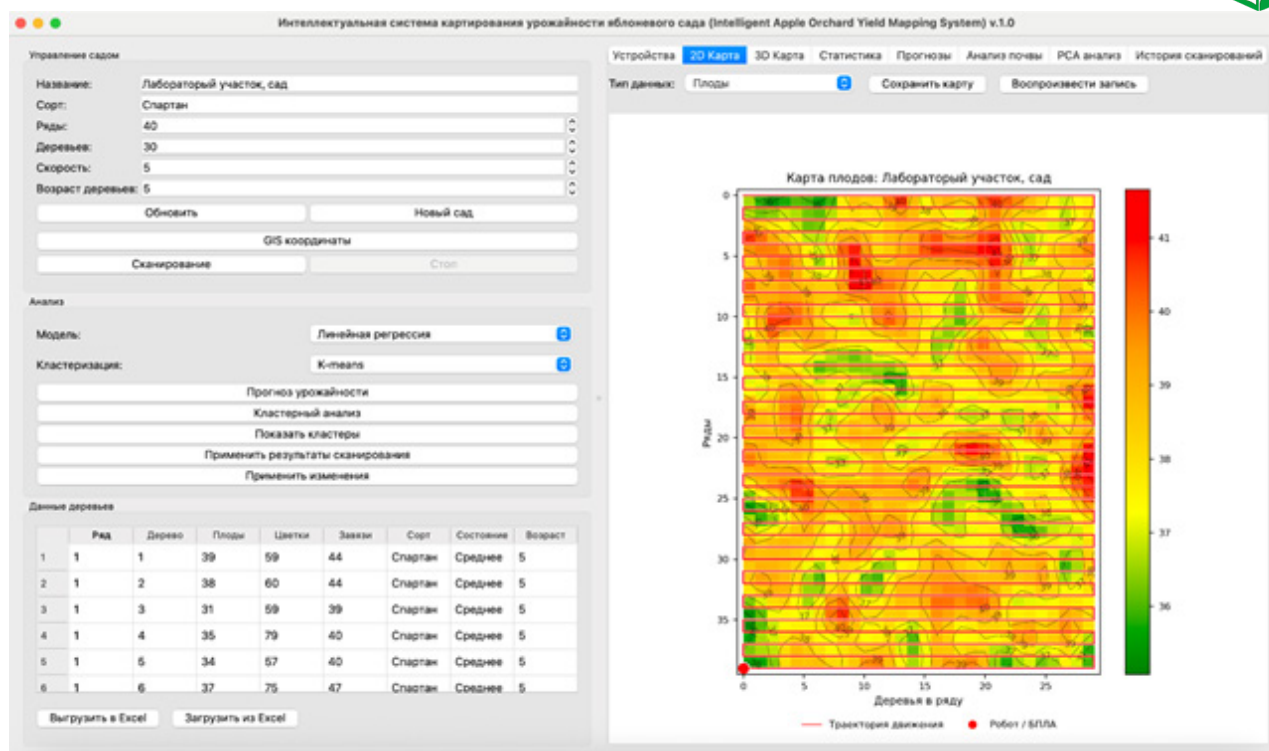 Интеллектуальная система картирования урожайности яблоневого сада (Intelligent Apple Orchard Yield Mapping System) v.1.0
Управление садом
Название: Лабораторый участок, сад
Сорт: Спартан
Ряды: 40
Деревьев: 30
Скорость: 5
Возраст деревьев: 5
Обновить Новый сад
GIS координаты
Сканирование Стоп
Анализ
Модель: Линейная регрессия
Кластеризация: K-means
Прогноз урожайности
Кластерный анализ
Показать кластеры
Применить результаты сканирования
Применить изменения
Данные деревьев
Ряд Дерево Плоды Цветки Завязи Сорт Состояние Возраст
1 1 1 39 59 44 Спартан Среднее 5
2 1 2 38 60 44 Спартан Среднее 5
3 1 3 31 59 39 Спартан Среднее 5
4 1 4 35 79 40 Спартан Среднее 5
5 1 5 34 57 40 Спартан Среднее 5
6 1 6 37 75 47 Спартан Среднее 5
Выгрузить в Excel Загрузить из Excel
Устройства 2D Карта 3D Карта Статистика Прогнозы Анализ почвы PCA анализ История сканирований
Тип данных: Плоды Сохранить карту Воспроизвести запись
Карта плодов: Лабораторый участок, сад
0
5
10
15
20
25
30
35
Ряды
0 5 10 15 20 25
Деревья в ряду
41
40
39
38
37
36
Траектория движения Робот / БПЛА